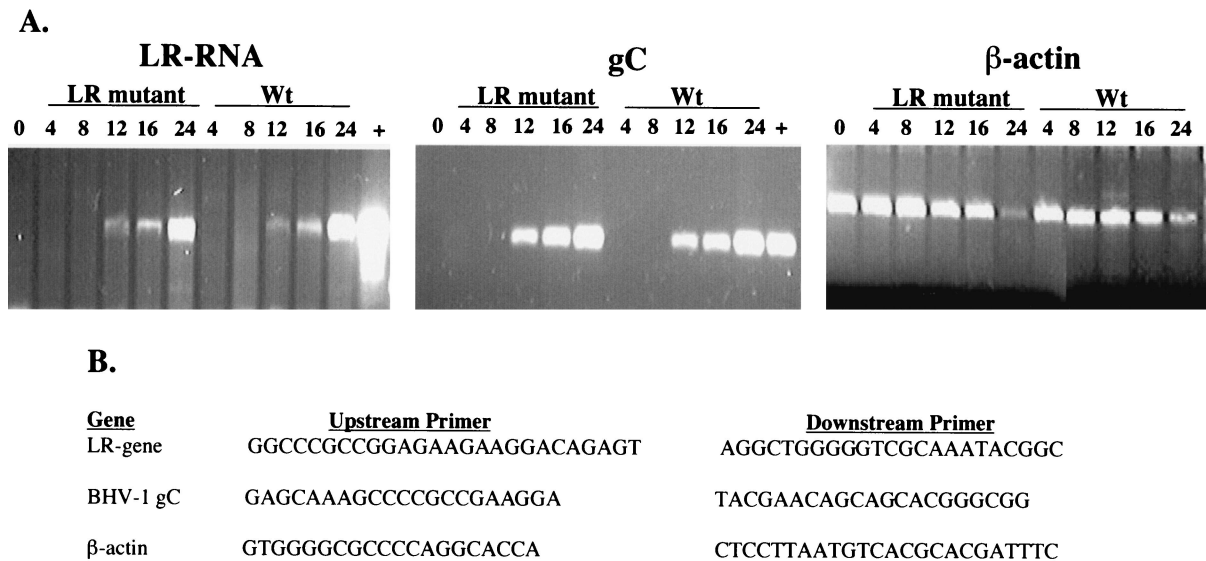 A.
LR-RNA
LR mutant Wt
0 4 8 12 16 24 4 8 12 16 24 +
gC
LR mutant Wt
0 4 8 12 16 24 4 8 12 16 24 +
β-actin
LR mutant Wt
0 4 8 12 16 24 4 8 12 16 24
B.
Gene Upstream Primer Downstream Primer
LR-gene GGCCCGCCGGAGAAGAAGGACAGAGT AGGCTGGGGGTCGCAAATACGGC
BHV-1 gC GAGCAAAGCCCCGCCGAAGGA TACGAACAGCAGCACGGGCGG
β-actin GTGGGGCGCCCCAGGCACCA CTCCTTAATGTCACGCACGATTTC